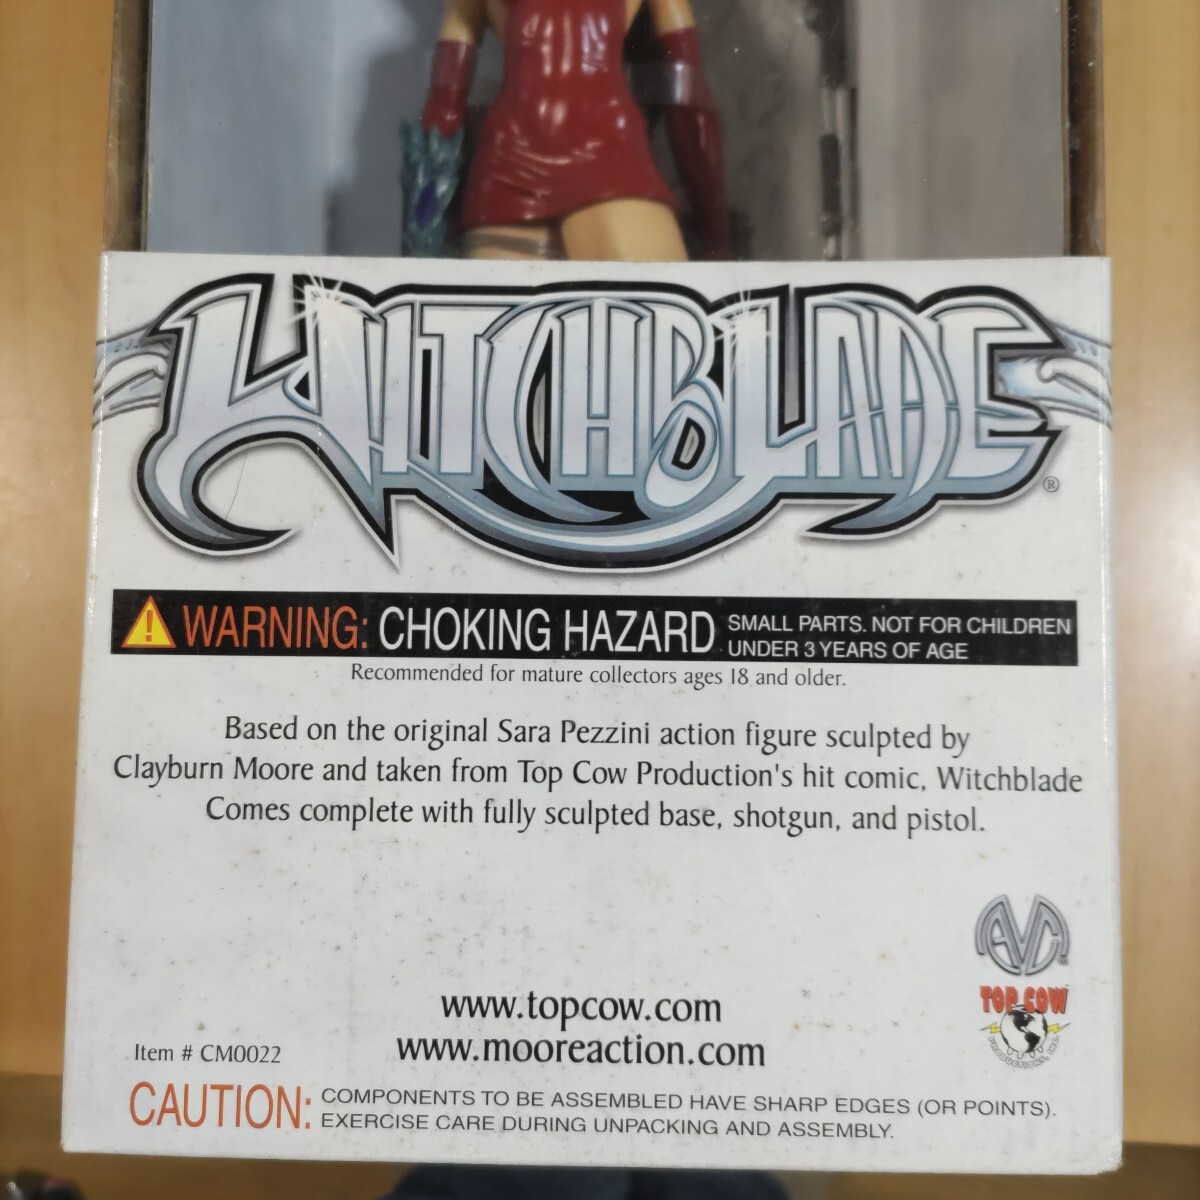 WITCHBLADE
®
WARNING: CHOKING HAZARD
SMALL PARTS. NOT FOR CHILDREN
UNDER 3 YEARS OF AGE
Recommended for mature collectors ages 18 and older.
Based on the original Sara Pezzini action figure sculpted by
Clayburn Moore and taken from Top Cow Production's hit comic, Witchblade
Comes complete with fully sculpted base, shotgun, and pistol.
TOP COW
PRODUCTIONS, INC.
www.topcow.com
www.mooreaction.com
Item # CM0022
CAUTION: COMPONENTS TO BE ASSEMBLED HAVE SHARP EDGES (OR POINTS).
EXERCISE CARE DURING UNPACKING AND ASSEMBLY.